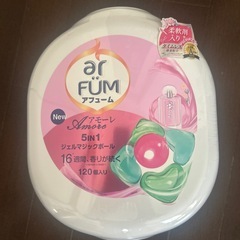 ar
FÜM
アフューム
柔軟剤
入り
New
アモーレ
Amore
5IN1
ジェルマジックボール
16週間、香りが続く
120個入り